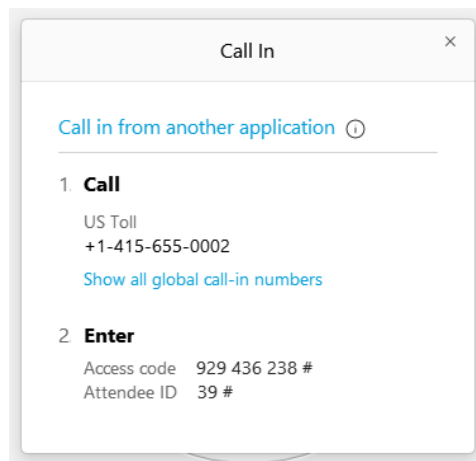 Call In
Call in from another application
1. Call
US Toll
+1-415-655-0002
Show all global call-in numbers
2. Enter
Access code 929 436 238 #
Attendee ID 39 #